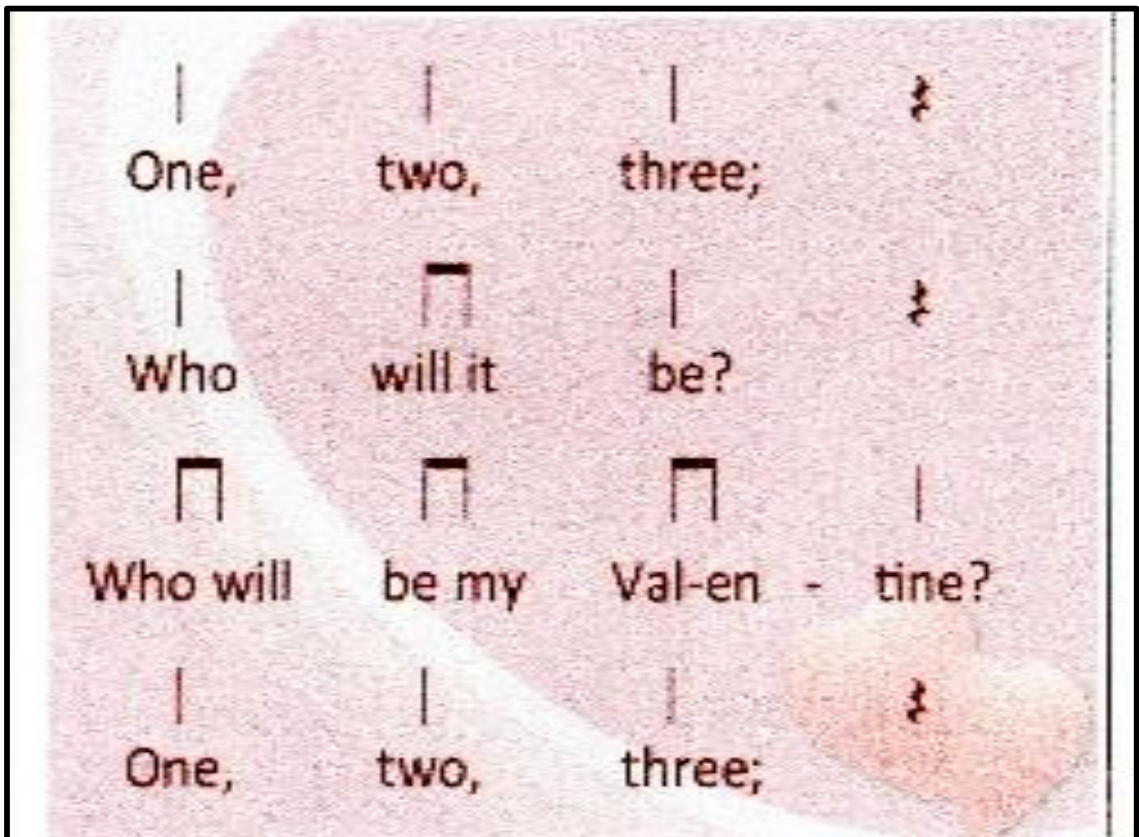 One, two, three;
Who will it be?
Who will be my Val-en - tine?
One, two, three;